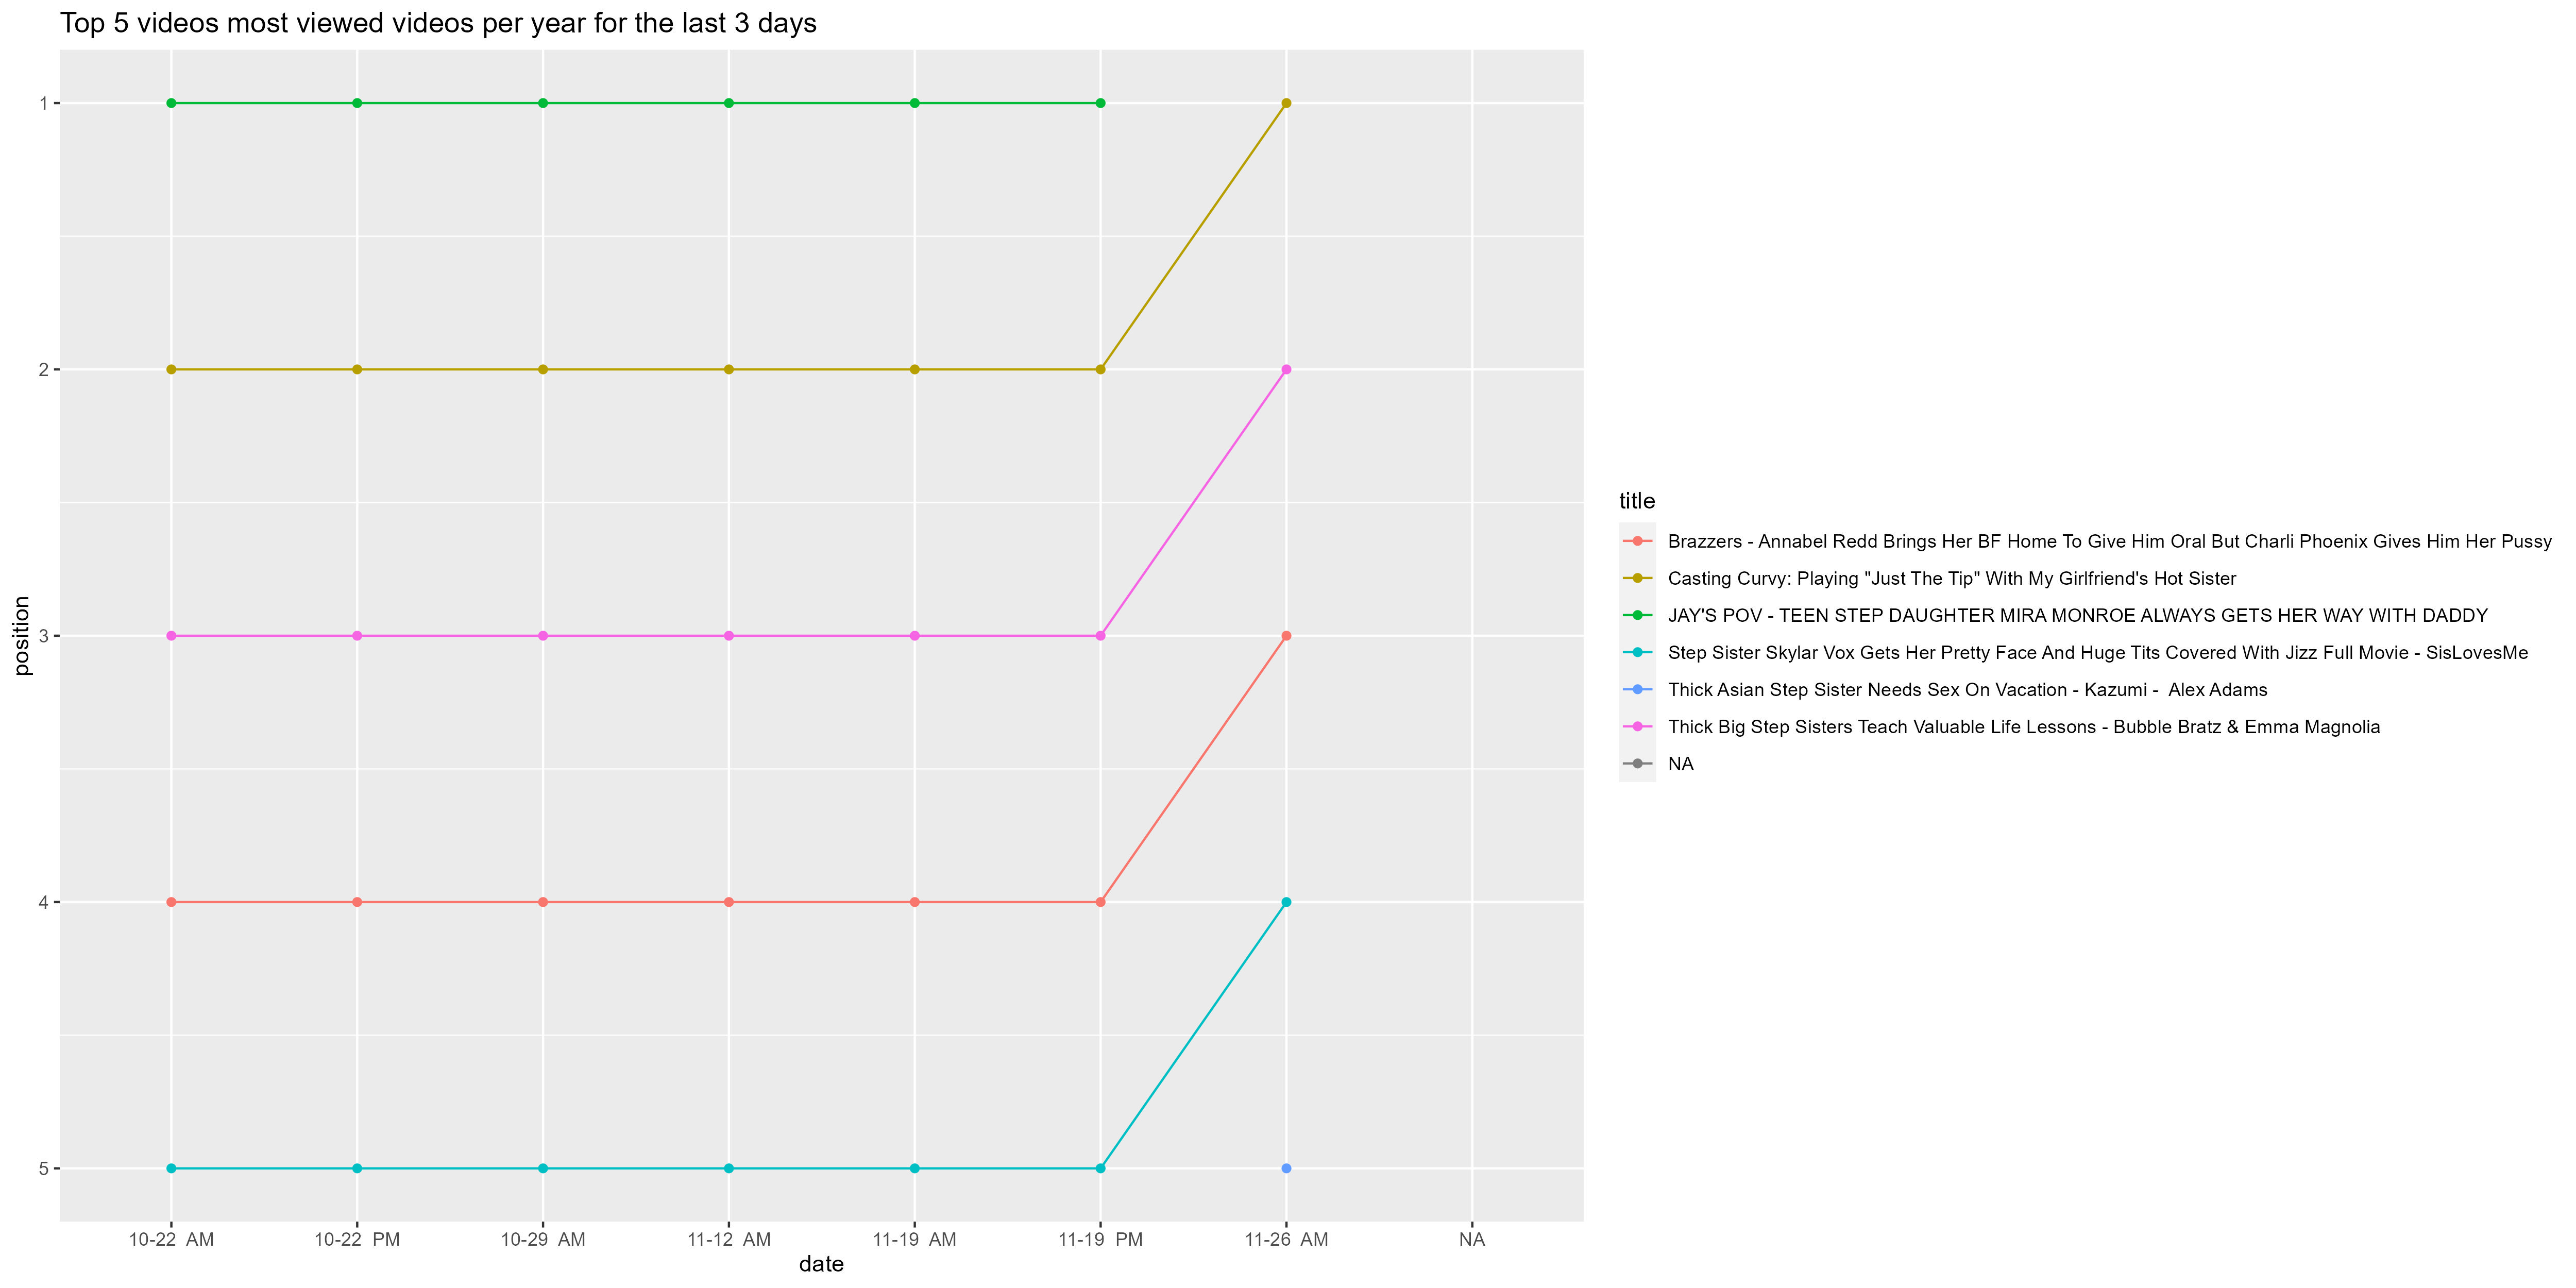 Top 5 videos most viewed videos per year for the last 3 days
position
1
2
3
4
5
10-22 AM
10-22 PM
10-29 AM
11-12 AM
11-19 AM
11-19 PM
11-26 AM
NA
date
title
Brazzers - Annabel Redd Brings Her BF Home To Give Him Oral But Charli Phoenix Gives Him Her Pussy
Casting Curvy: Playing "Just The Tip" With My Girlfriend's Hot Sister
JAY'S POV - TEEN STEP DAUGHTER MIRA MONROE ALWAYS GETS HER WAY WITH DADDY
Step Sister Skylar Vox Gets Her Pretty Face And Huge Tits Covered With Jizz Full Movie - SisLovesMe
Thick Asian Step Sister Needs Sex On Vacation - Kazumi -  Alex Adams
Thick Big Step Sisters Teach Valuable Life Lessons - Bubble Bratz & Emma Magnolia
NA